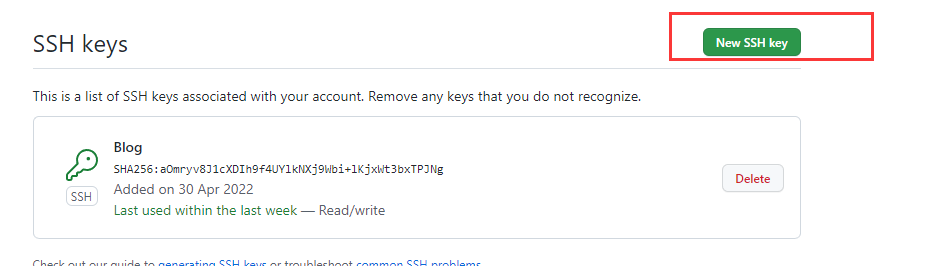 SSH keys
New SSH key
This is a list of SSH keys associated with your account. Remove any keys that you do not recognize.
Blog
SHA256:aOmryv8J1cXDIh9f4UYlkNXj9Wbi+lKjxWt3bxTPJNg
SSH
Added on 30 Apr 2022
Delete
Last used within the last week — Read/write
Check out our guide to generating SSH keys or troubleshoot common SSH problems.